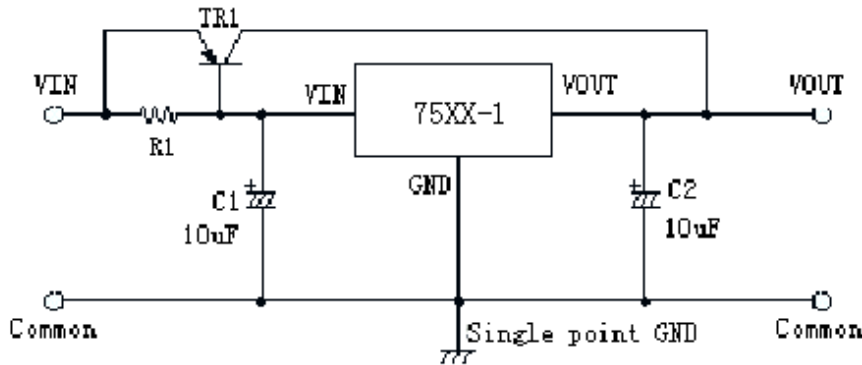 TR1
VIN
VIN
75XX-1
VOUT
VOUT
R1
GND
C1
10uF
C2
10uF
Common
Single point GND
Common